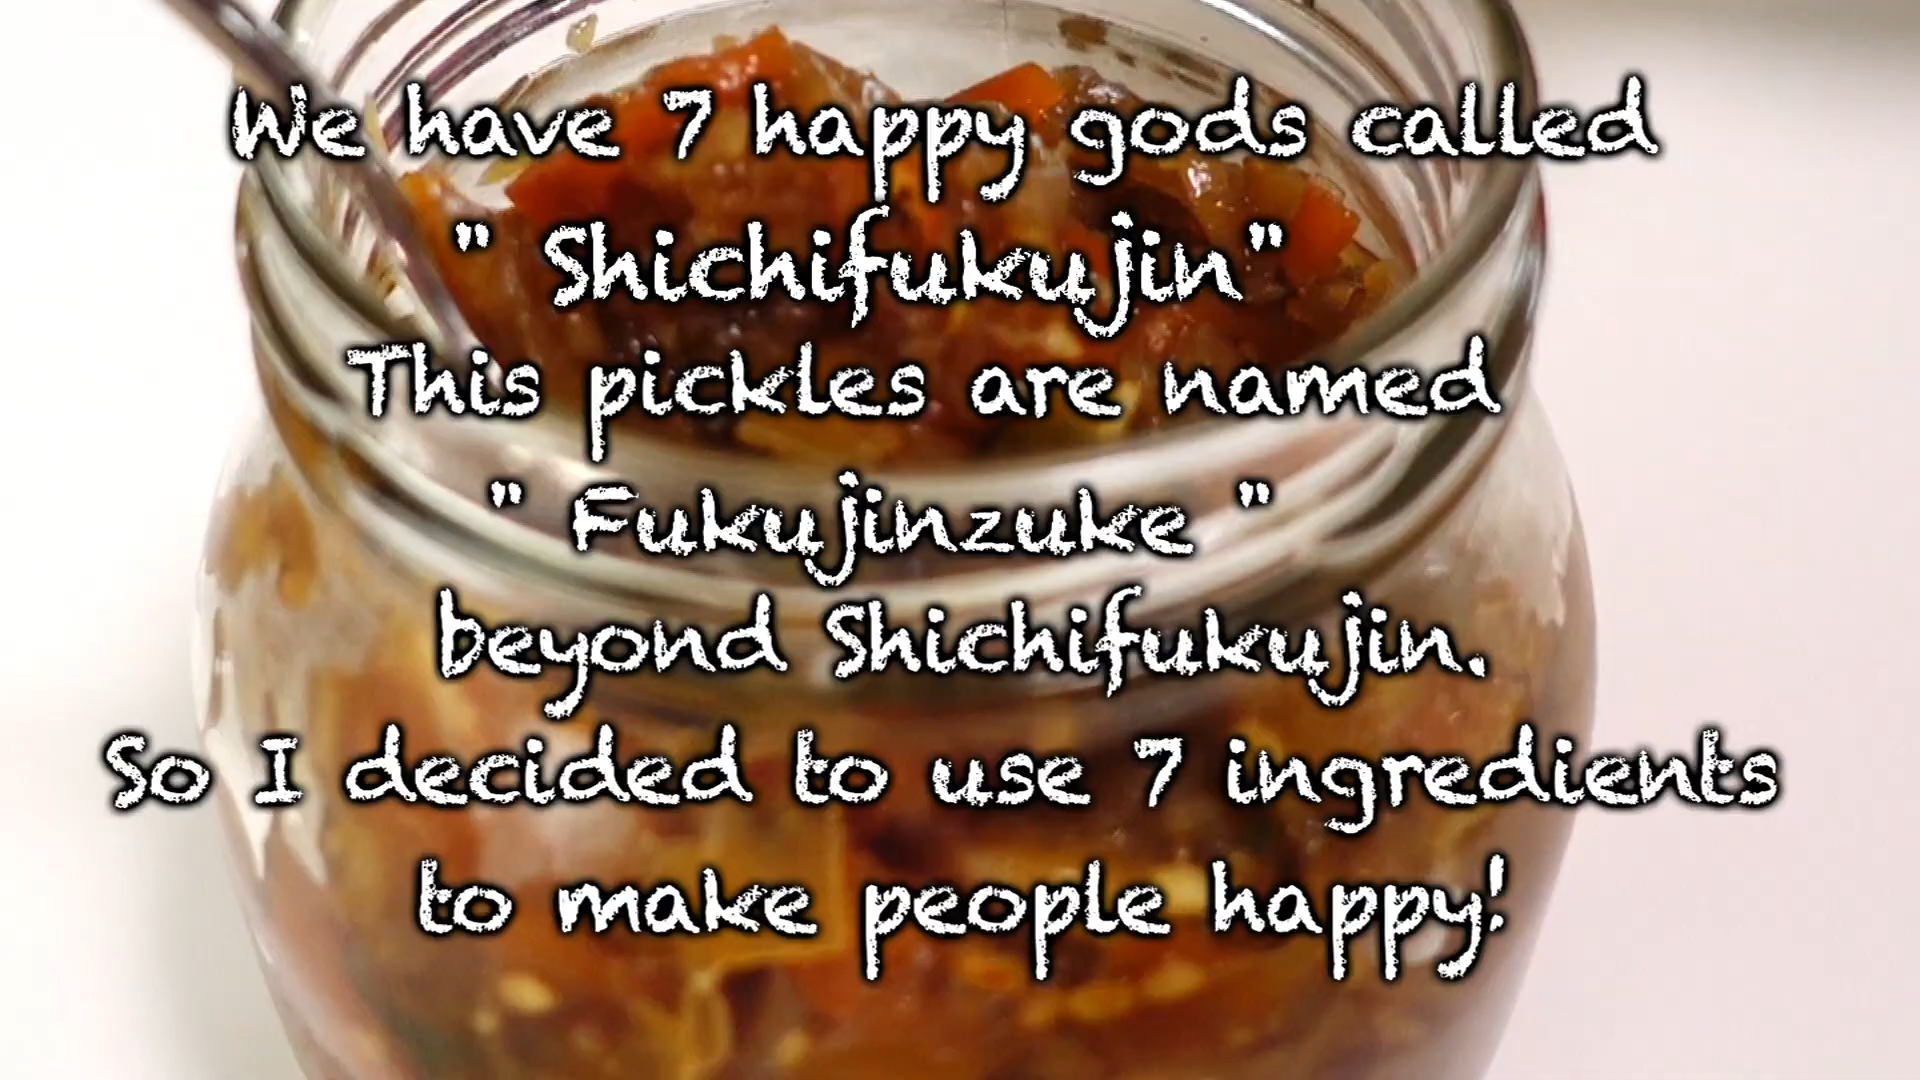 We have 7 happy gods called
" Shichifukujin"
This pickles are named
" Fukujinzuke "
beyond Shichifukujin.
So I decided to use 7 ingredients
to make people happy!